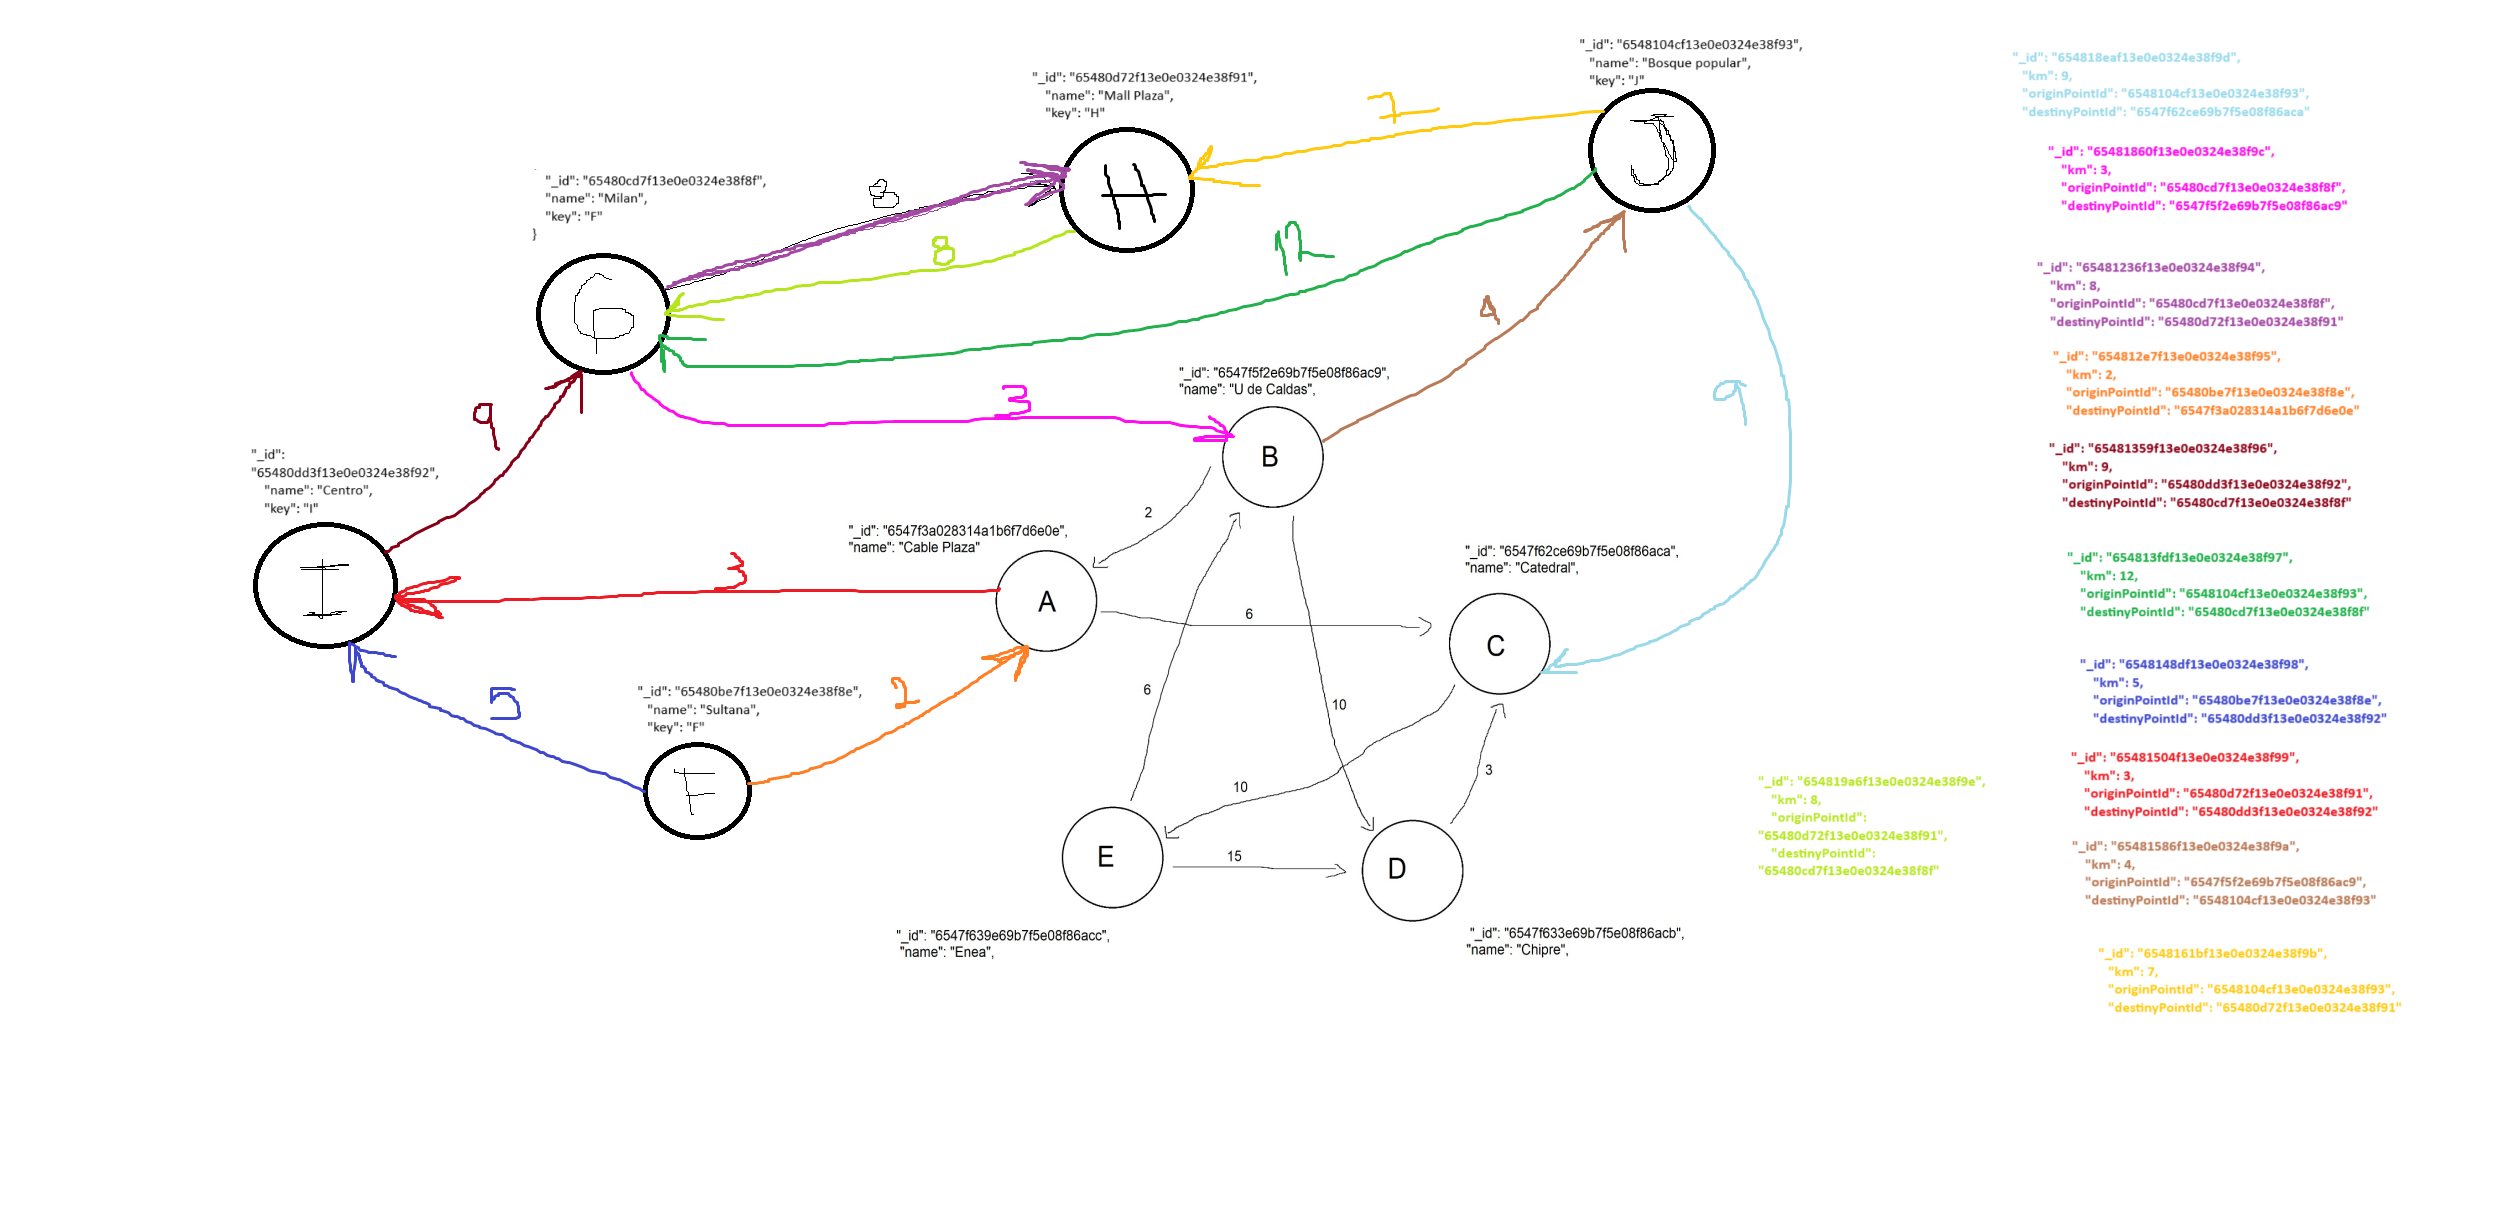 "_id": "6548104cf13e0e0324e38f93",
"name": "Bosque popular",
"key": "J"
J
"_id": "65480d72f13e0e0324e38f91",
"name": "Mall Plaza",
"key": "H"
H
7
"_id": "65480cd7f13e0e0324e38f8f",
"name": "Milan",
"key": "F"
}
G
8
8
12
4
9
3
"_id": "6547f5f2e69b7f5e08f86ac9",
"name": "U de Caldas",
B
9
"_id":
"65480dd3f13e0e0324e38f92",
"name": "Centro",
"key": "I"
I
2
"_id": "6547f3a028314a1b6f7d6e0e",
"name": "Cable Plaza"
A
3
"_id": "6547f62ce69b7f5e08f86aca",
"name": "Catedral",
C
6
6
10
5
"_id": "65480be7f13e0e0324e38f8e",
"name": "Sultana",
"key": "F"
F
2
10
3
15
E
"_id": "6547f639e69b7f5e08f86acc",
"name": "Enea",
D
"_id": "6547f633e69b7f5e08f86acb",
"name": "Chipre",
"_id": "654819a6f13e0e0324e38f9e",
"km": 8,
"originPointId":
"65480d72f13e0e0324e38f91",
"destinyPointId":
"65480cd7f13e0e0324e38f8f"
"_id": "654818eaf13e0e0324e38f9d",
"km": 9,
"originPointId": "6548104cf13e0e0324e38f93",
"destinyPointId": "6547f62ce69b7f5e08f86aca"
"_id": "65481860f13e0e0324e38f9c",
"km": 3,
"originPointId": "65480cd7f13e0e0324e38f8f",
"destinyPointId": "6547f5f2e69b7f5e08f86ac9"
"_id": "65481236f13e0e0324e38f94",
"km": 8,
"originPointId": "65480cd7f13e0e0324e38f8f",
"destinyPointId": "65480d72f13e0e0324e38f91"
"_id": "654812e7f13e0e0324e38f95",
"km": 2,
"originPointId": "65480be7f13e0e0324e38f8e",
"destinyPointId": "6547f3a028314a1b6f7d6e0e"
"_id": "65481359f13e0e0324e38f96",
"km": 9,
"originPointId": "65480dd3f13e0e0324e38f92",
"destinyPointId": "65480cd7f13e0e0324e38f8f"
"_id": "654813fdf13e0e0324e38f97",
"km": 12,
"originPointId": "6548104cf13e0e0324e38f93",
"destinyPointId": "65480cd7f13e0e0324e38f8f"
"_id": "6548148df13e0e0324e38f98",
"km": 5,
"originPointId": "65480be7f13e0e0324e38f8e",
"destinyPointId": "65480dd3f13e0e0324e38f92"
"_id": "65481504f13e0e0324e38f99",
"km": 3,
"originPointId": "65480d72f13e0e0324e38f91",
"destinyPointId": "65480dd3f13e0e0324e38f92"
"_id": "65481586f13e0e0324e38f9a",
"km": 4,
"originPointId": "6547f5f2e69b7f5e08f86ac9",
"destinyPointId": "6548104cf13e0e0324e38f93"
"_id": "6548161bf13e0e0324e38f9b",
"km": 7,
"originPointId": "6548104cf13e0e0324e38f93",
"destinyPointId": "65480d72f13e0e0324e38f91"